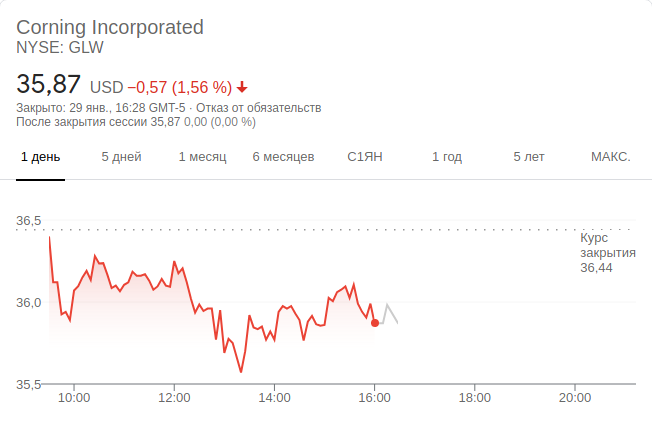 Corning Incorporated
NYSE: GLW
35,87 USD −0,57 (1,56 %)
Закрыто: 29 янв., 16:28 GMT-5 · Отказ от обязательств
После закрытия сессии 35,87 0,00 (0,00 %)
1 день 5 дней 1 месяц 6 месяцев С1ЯН 1 год 5 лет МАКС.
36,5
Курс
закрытия
36,44
36,0
35,5
10:00 12:00 14:00 16:00 18:00 20:00